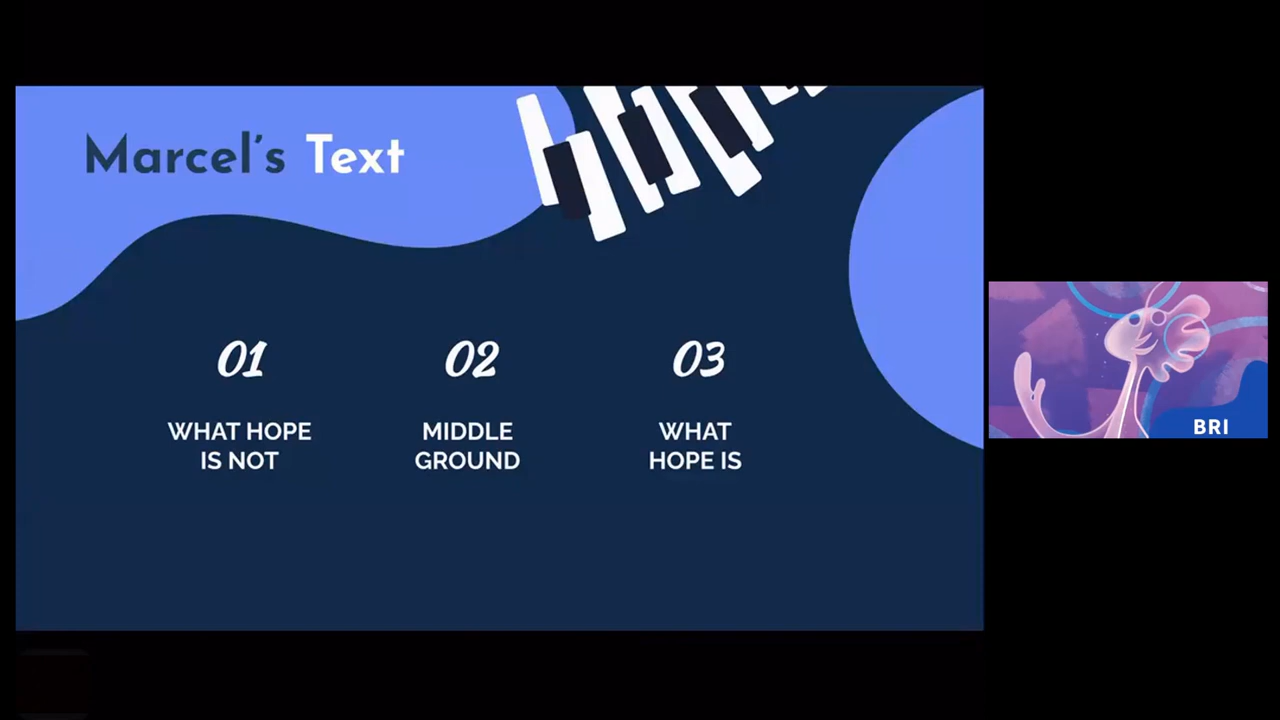 Marcel's Text
01
WHAT HOPE
IS NOT
02
MIDDLE
GROUND
03
WHAT
HOPE IS
BRI